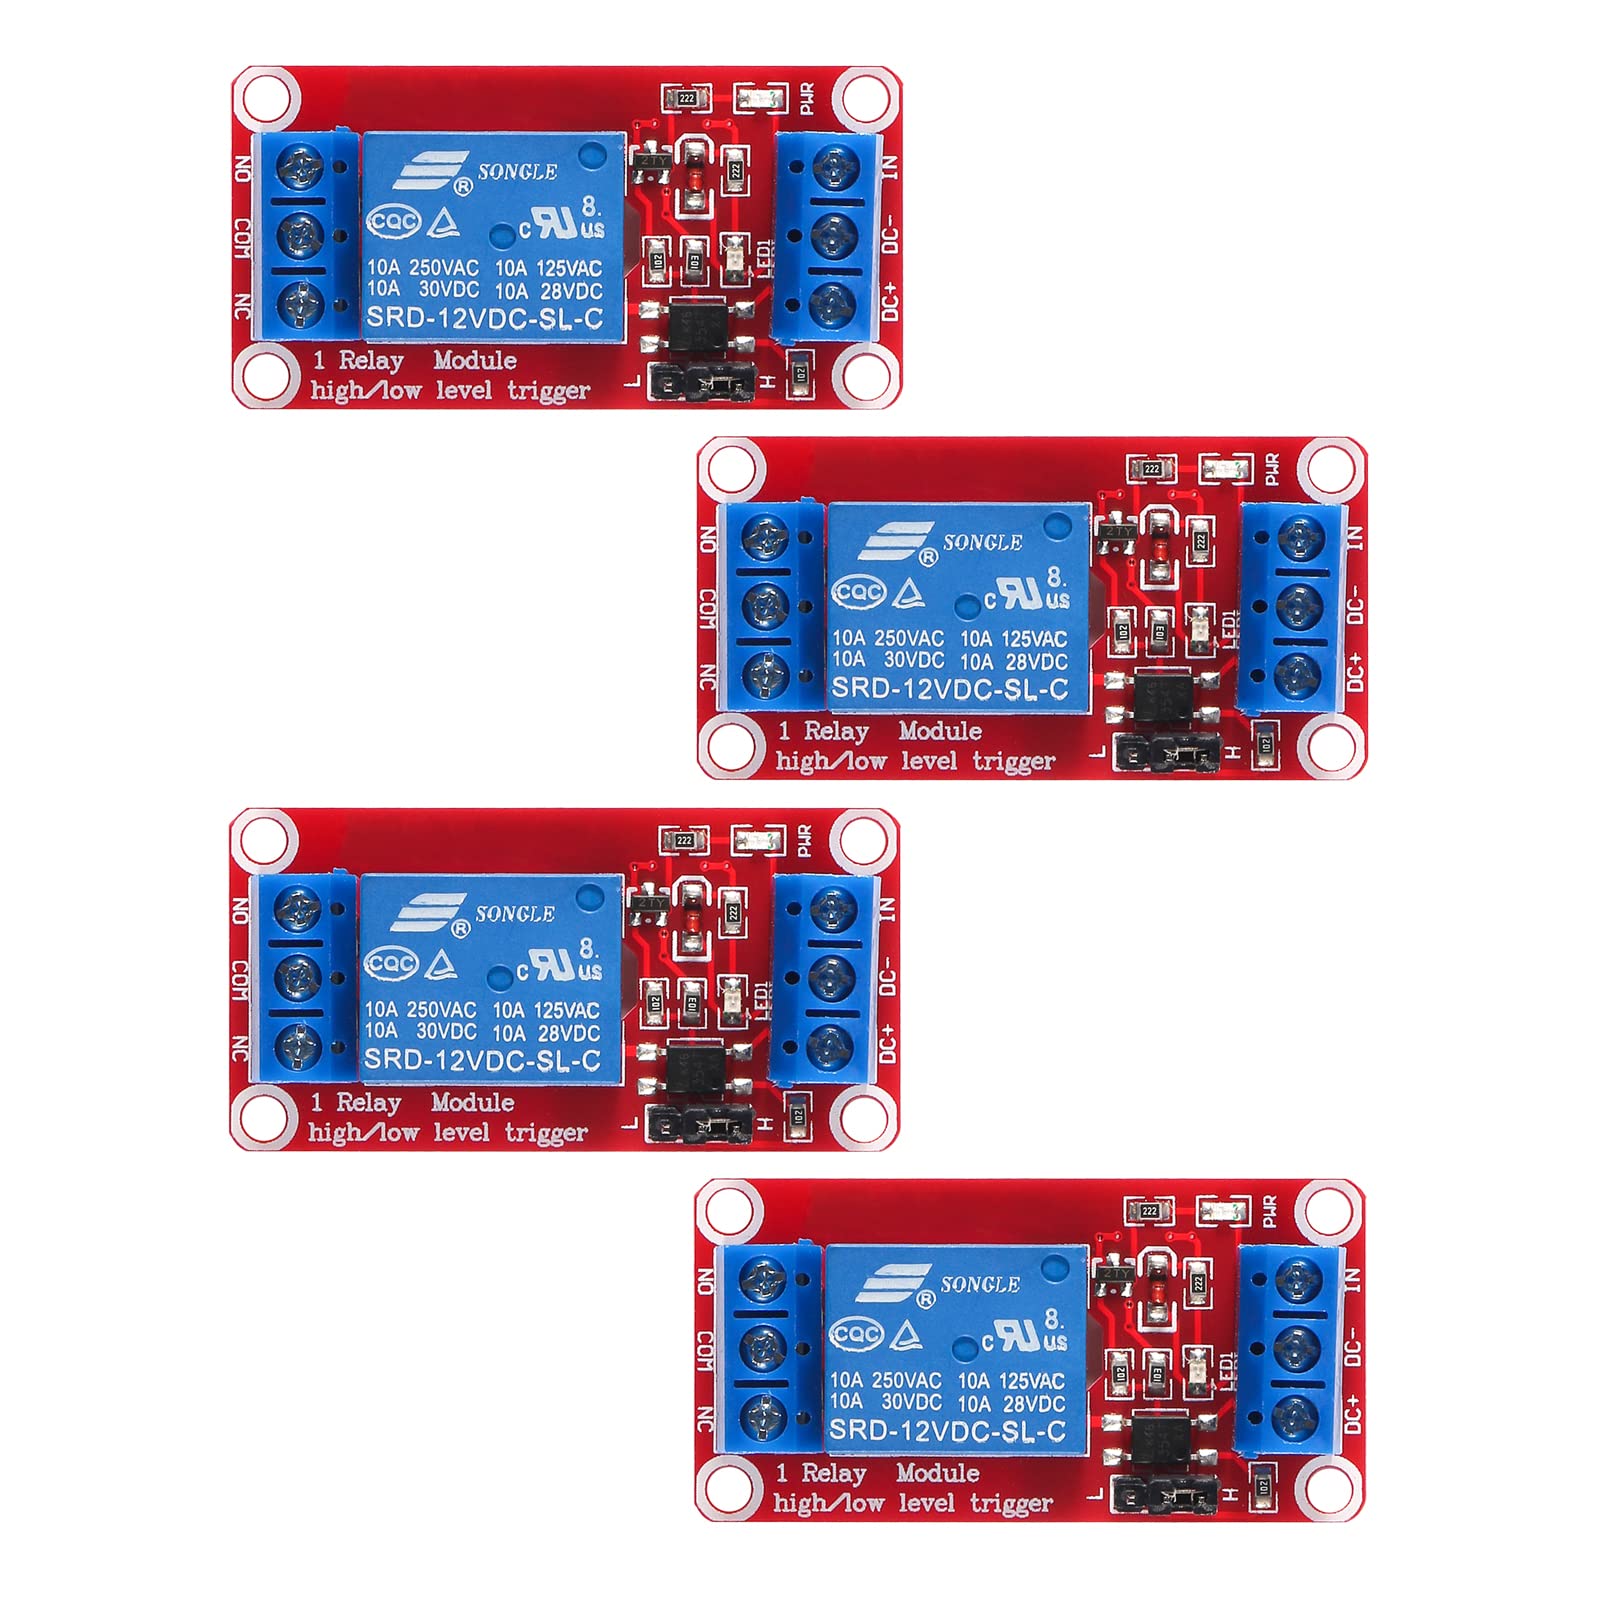 222 PWR
NO SONGLE 2TY 222 IN
® 8.
COM CQC c us DC-
10A 250VAC 10A 125VAC 102 103 LED1
NC 10A 30VDC 10A 28VDC DC+
SRD-12VDC-SL-C
1 Relay Module
high/low level trigger L H 102
222 PWR
NO SONGLE 2TY 222 IN
® 8.
COM CQC c us DC-
10A 250VAC 10A 125VAC 102 103 LED1
NC 10A 30VDC 10A 28VDC DC+
SRD-12VDC-SL-C
1 Relay Module
high/low level trigger L H 102
222 PWR
NO SONGLE 2TY 222 IN
® 8.
COM CQC c us DC-
10A 250VAC 10A 125VAC 102 103 LED1
NC 10A 30VDC 10A 28VDC DC+
SRD-12VDC-SL-C
1 Relay Module
high/low level trigger L H 102
222 PWR
NO SONGLE 2TY 222 IN
® 8.
COM CQC c us DC-
10A 250VAC 10A 125VAC 102 103 LED1
NC 10A 30VDC 10A 28VDC DC+
SRD-12VDC-SL-C
1 Relay Module
high/low level trigger L H 102